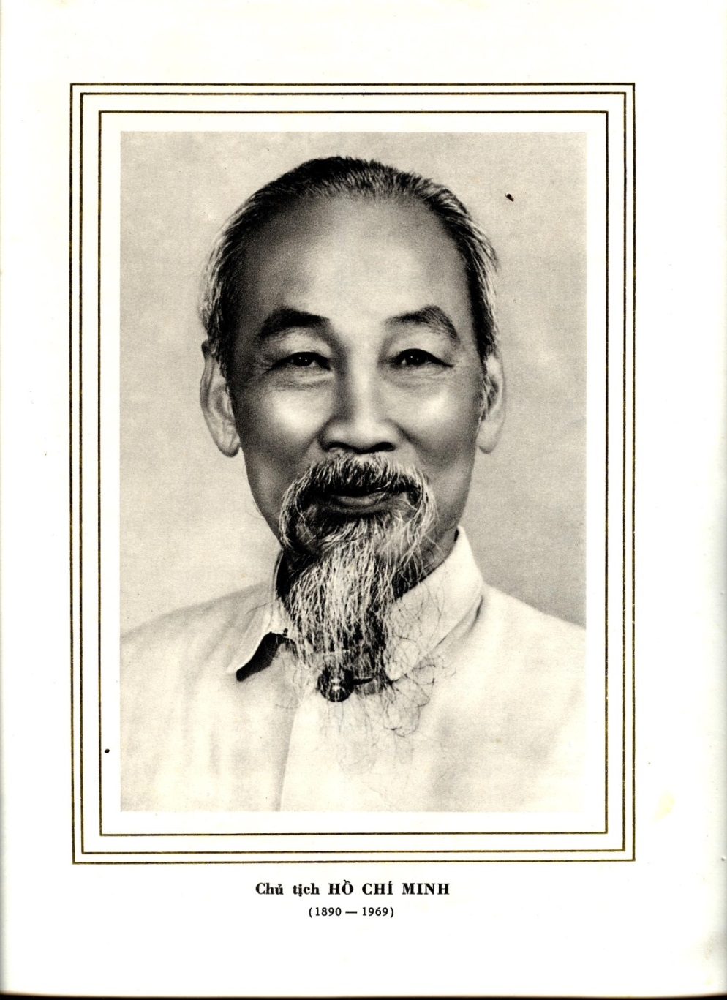 Chủ tịch HỒ CHÍ MINH
(1890 — 1969)